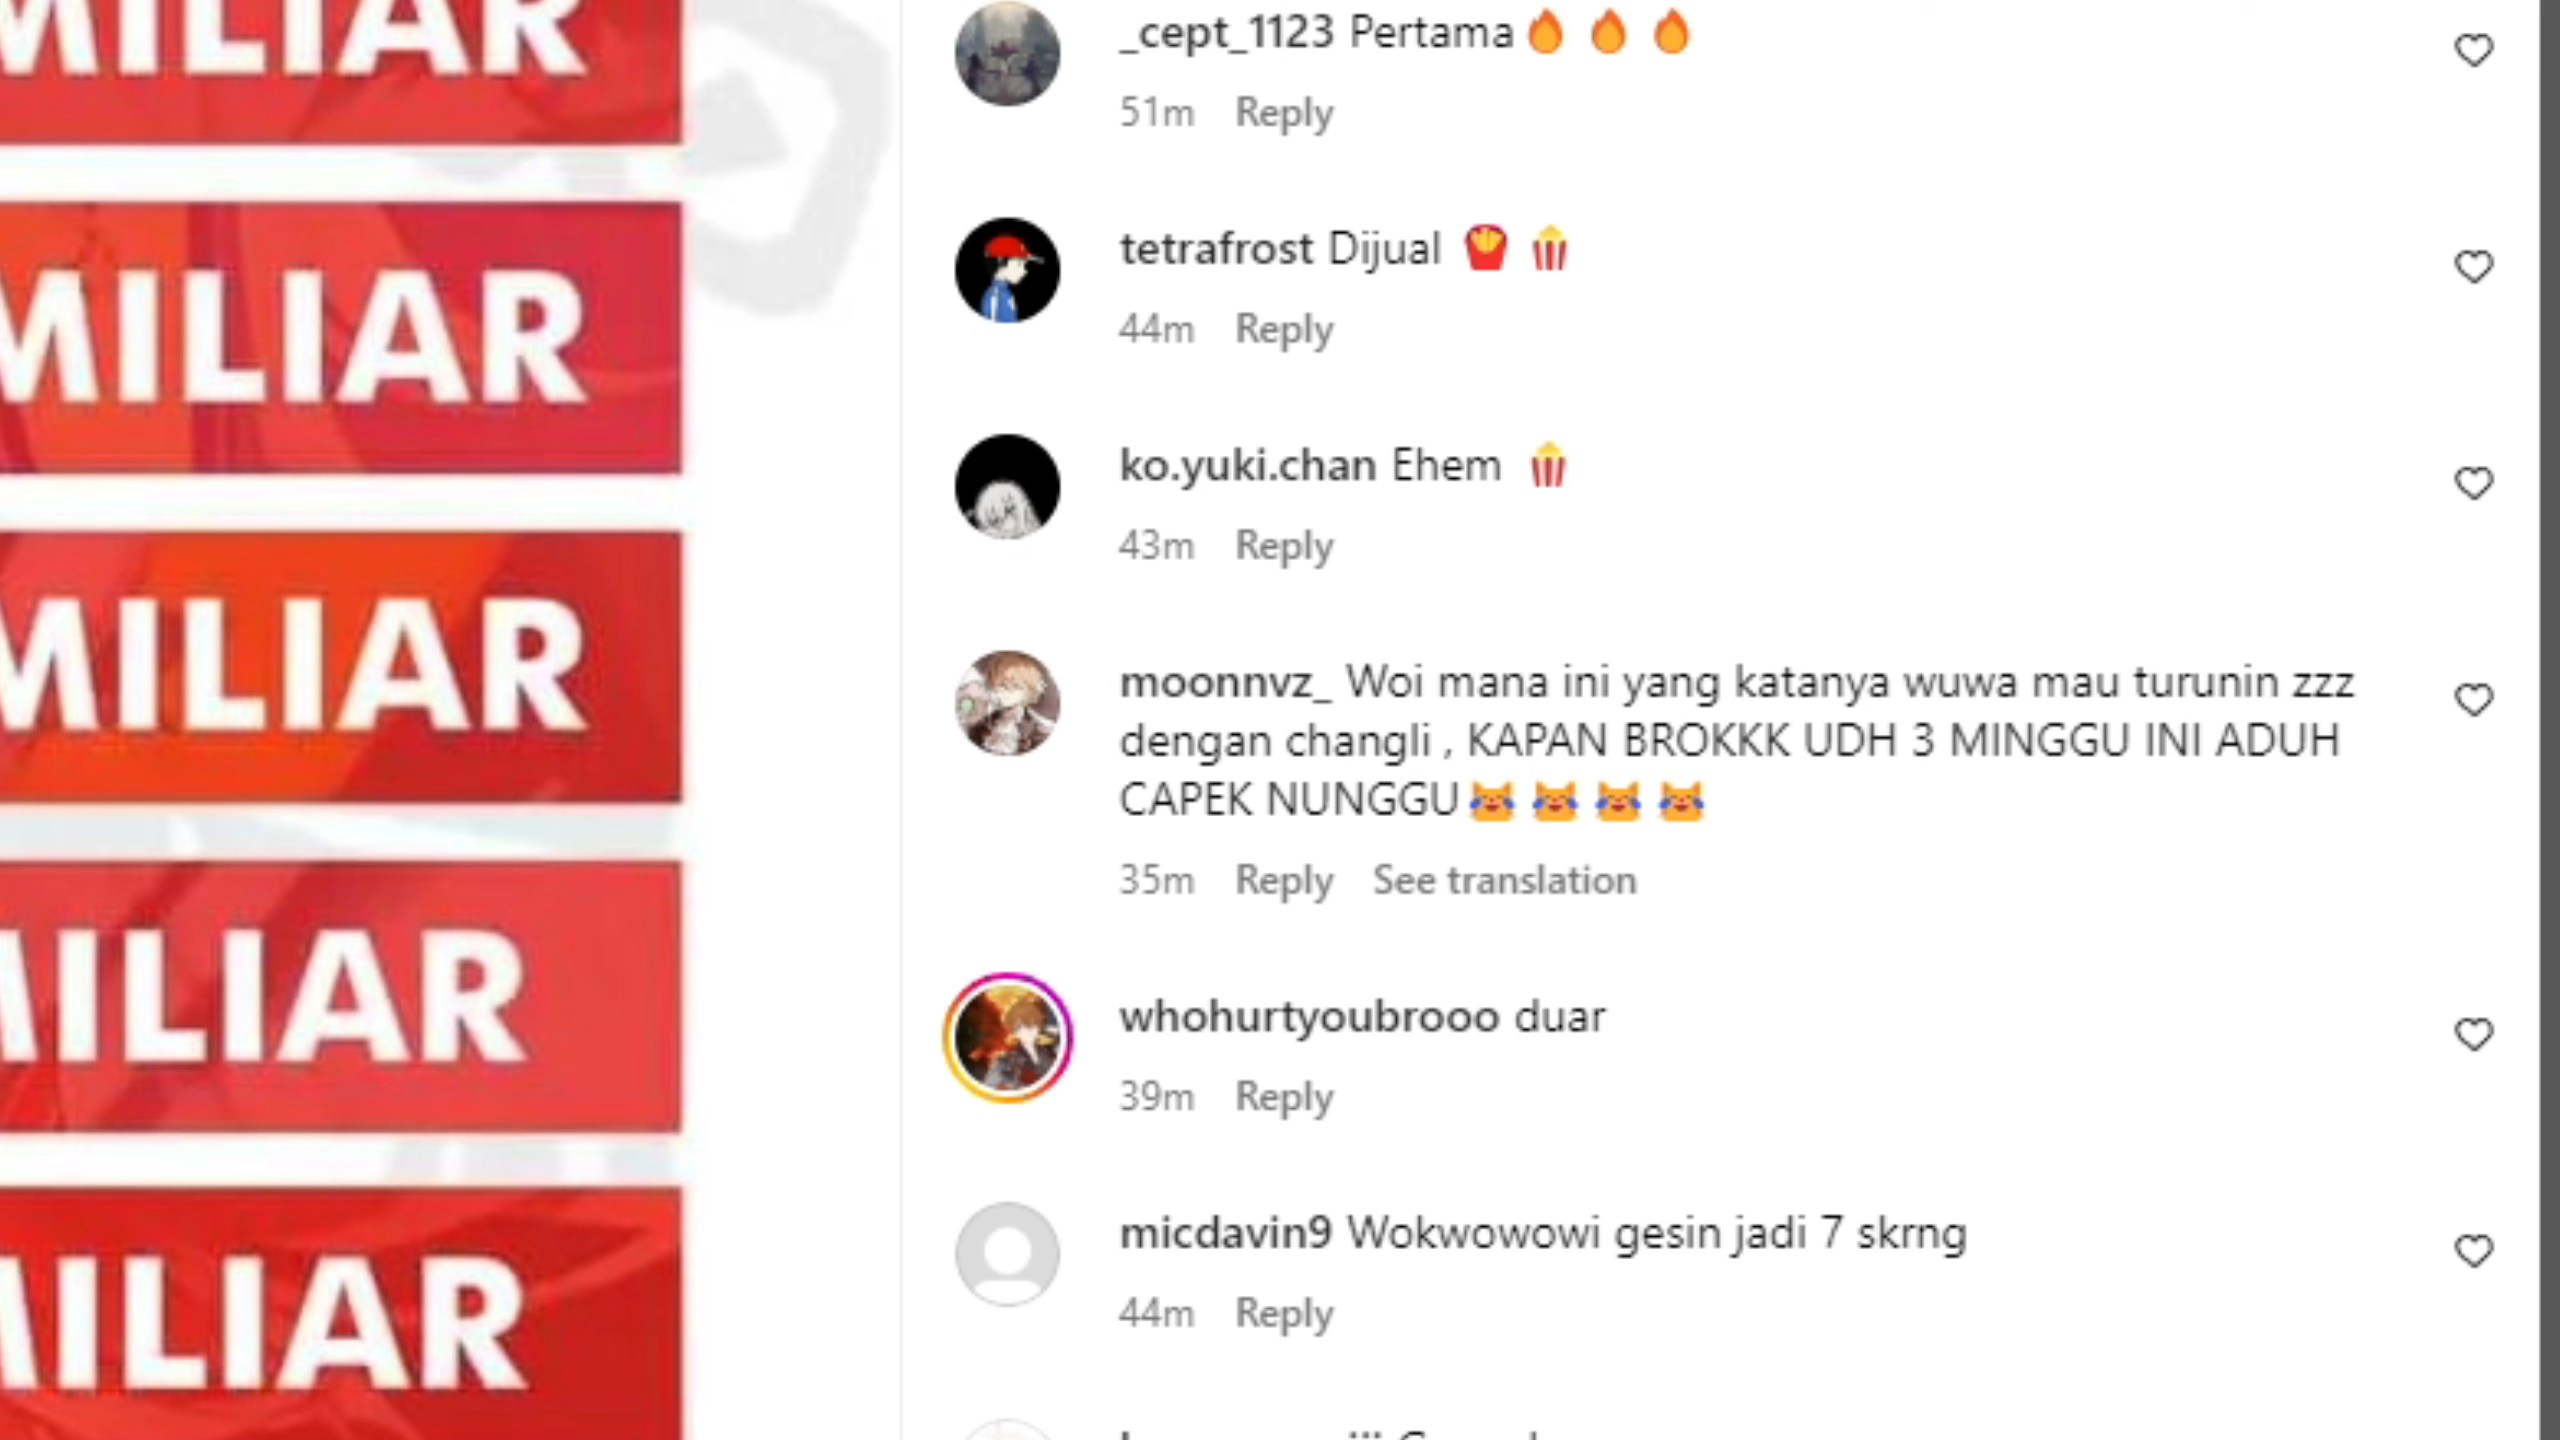 MILIAR
MILIAR
MILIAR
MILIAR
MILIAR
_cept_1123 Pertama🔥 🔥 🔥
51m Reply
tetrafrost Dijual 🍟 🍿
44m Reply
ko.yuki.chan Ehem 🍿
43m Reply
moonnvz_ Woi mana ini yang katanya wuwa mau turunin zzz
dengan changli , KAPAN BROKKK UDH 3 MINGGU INI ADUH
CAPEK NUNGGU😹 😹 😹 😹
35m Reply See translation
whohurtyoubrooo duar
39m Reply
micdavin9 Wokwowowi gesin jadi 7 skrng
44m Reply